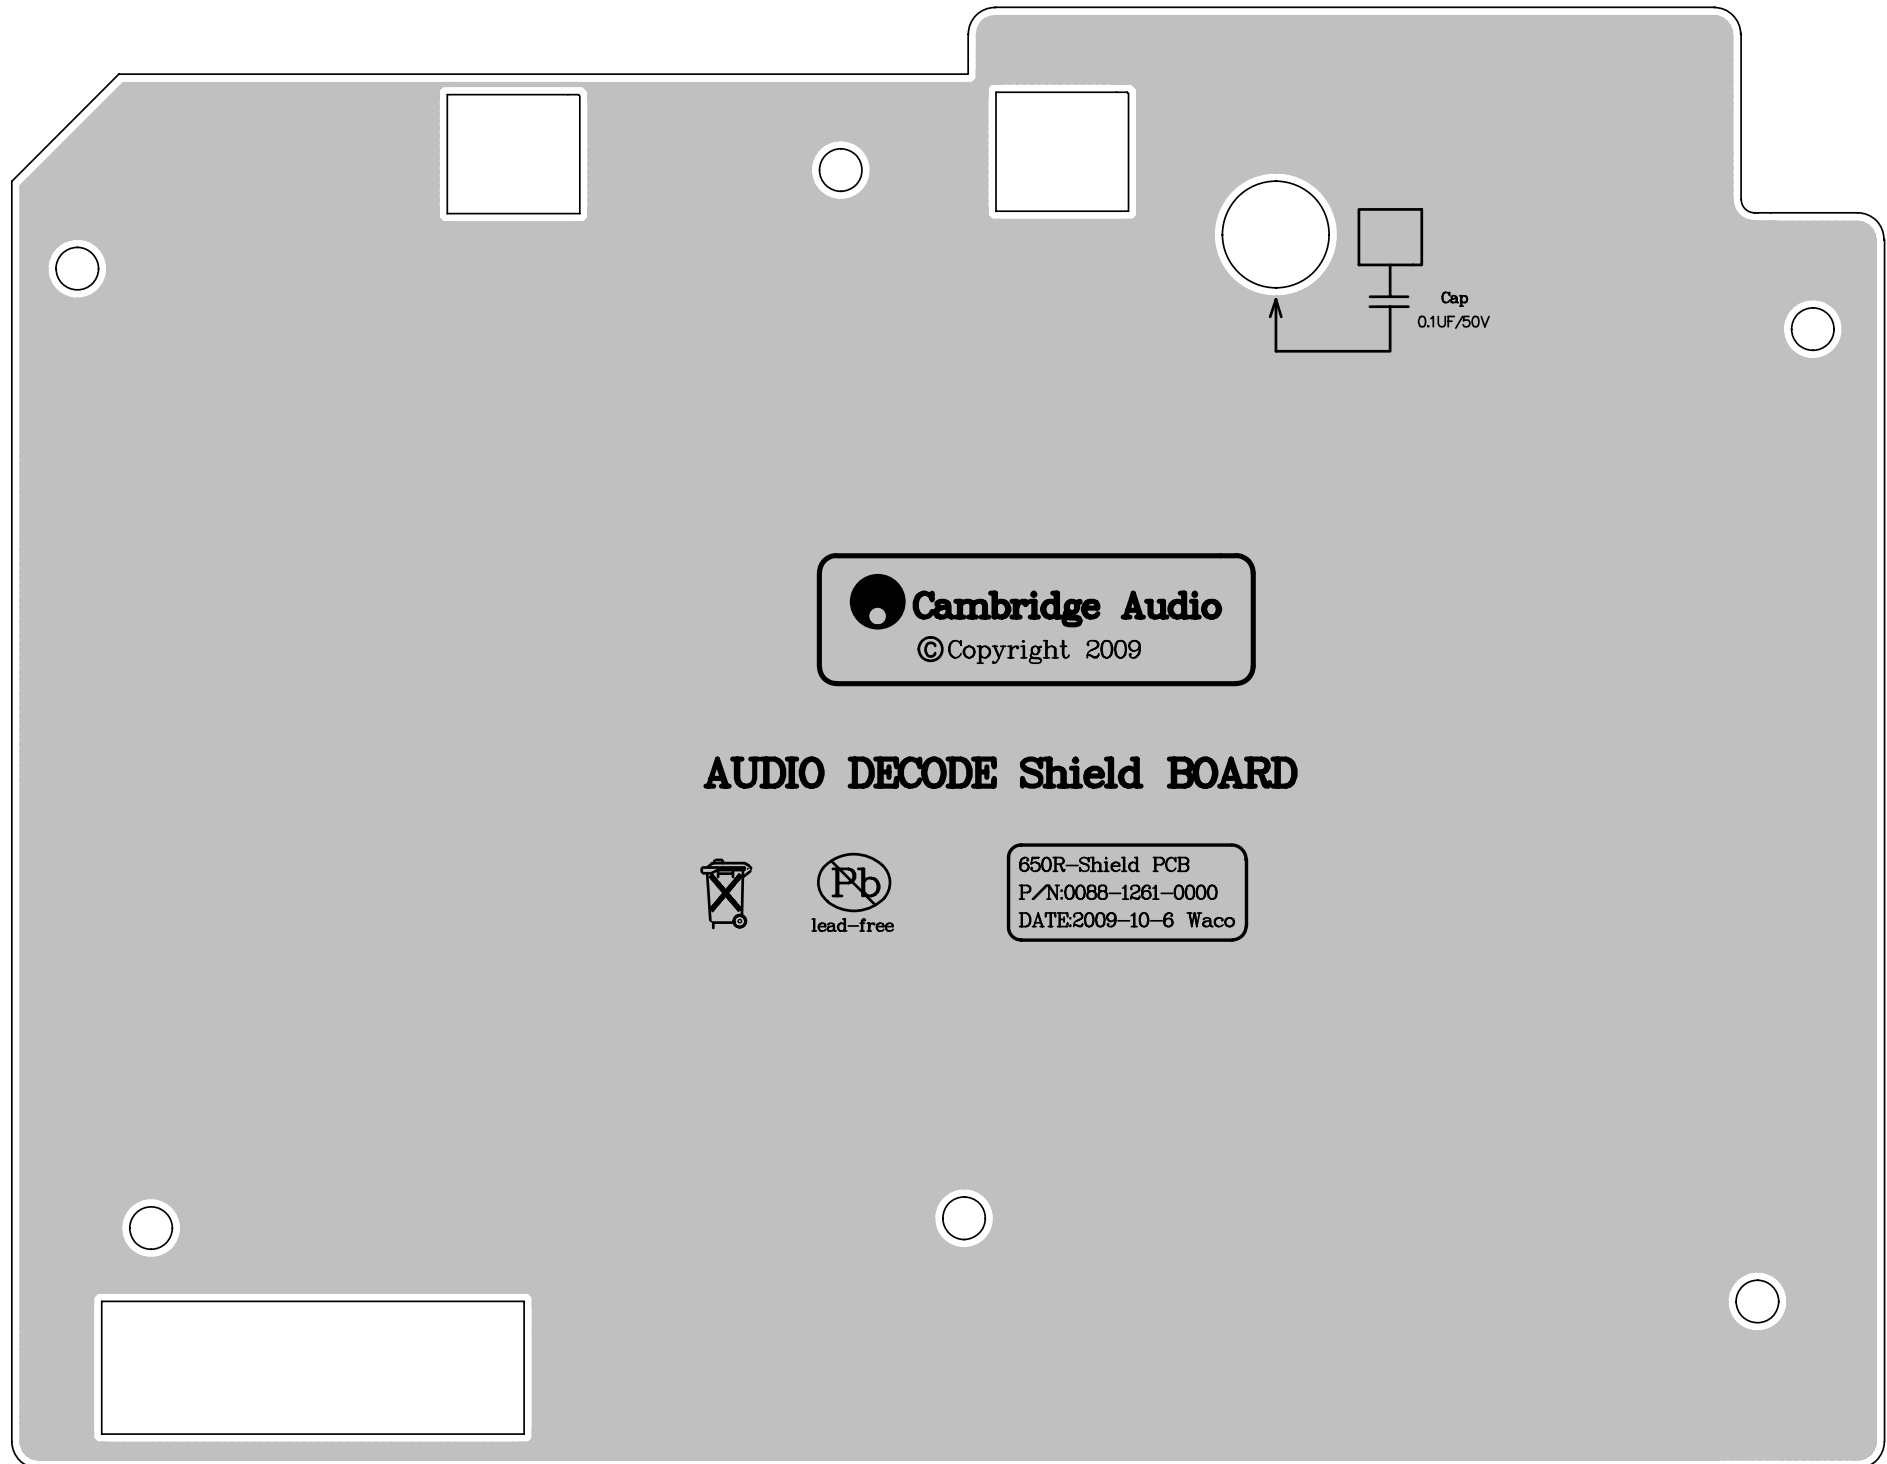 Cap
0.1UF/50V
Cambridge Audio
©Copyright 2009
AUDIO DECODE Shield BOARD
Pb
lead-free
650R-Shield PCB
P/N:0088-1261-0000
DATE:2009-10-6 Waco